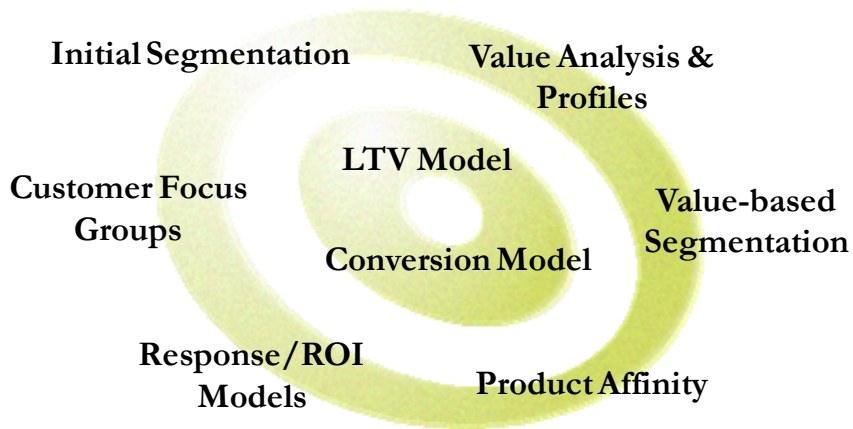 Initial Segmentation
Value Analysis &
Profiles
LTV Model
Customer Focus
Groups
Value-based
Segmentation
Conversion Model
Response/ROI
Models
Product Affinity